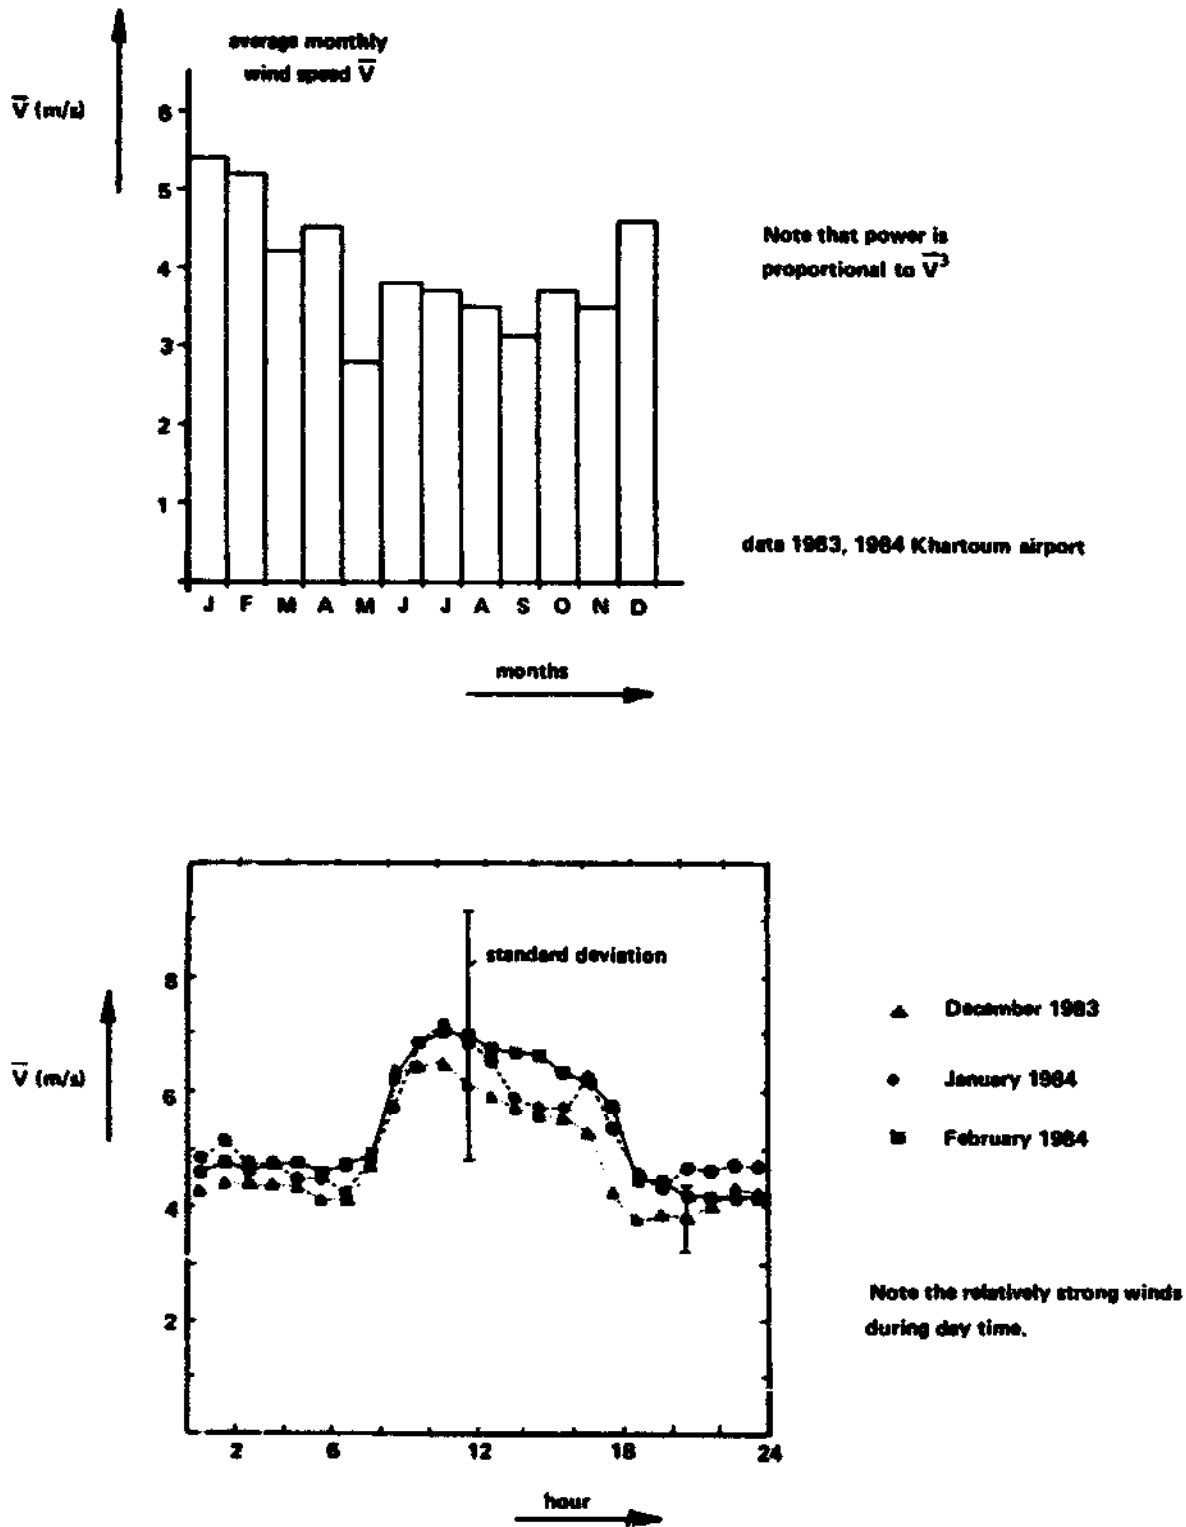 average monthly
wind speed V̅
V̅ (m/s)
6
5
4
3
2
1
Note that power is
proportional to V̅³
data 1983, 1984 Khartoum airport
J F M A M J J A S O N D
months
standard deviation
8
6
4
2
V̅ (m/s)
December 1983
January 1984
February 1984
Note the relatively strong winds
during day time.
2 6 12 18 24
hour